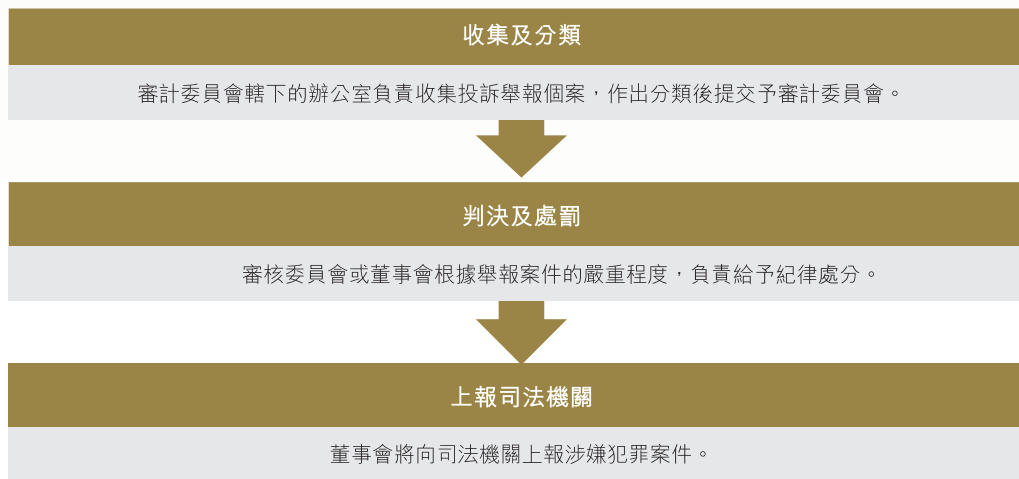 收集及分類
審計委員會轄下的辦公室負責收集投訴舉報個案，作出分類後提交予審計委員會。
判決及處罰
審核委員會或董事會根據舉報案件的嚴重程度，負責給予紀律處分。
上報司法機關
董事會將向司法機關上報涉嫌犯罪案件。